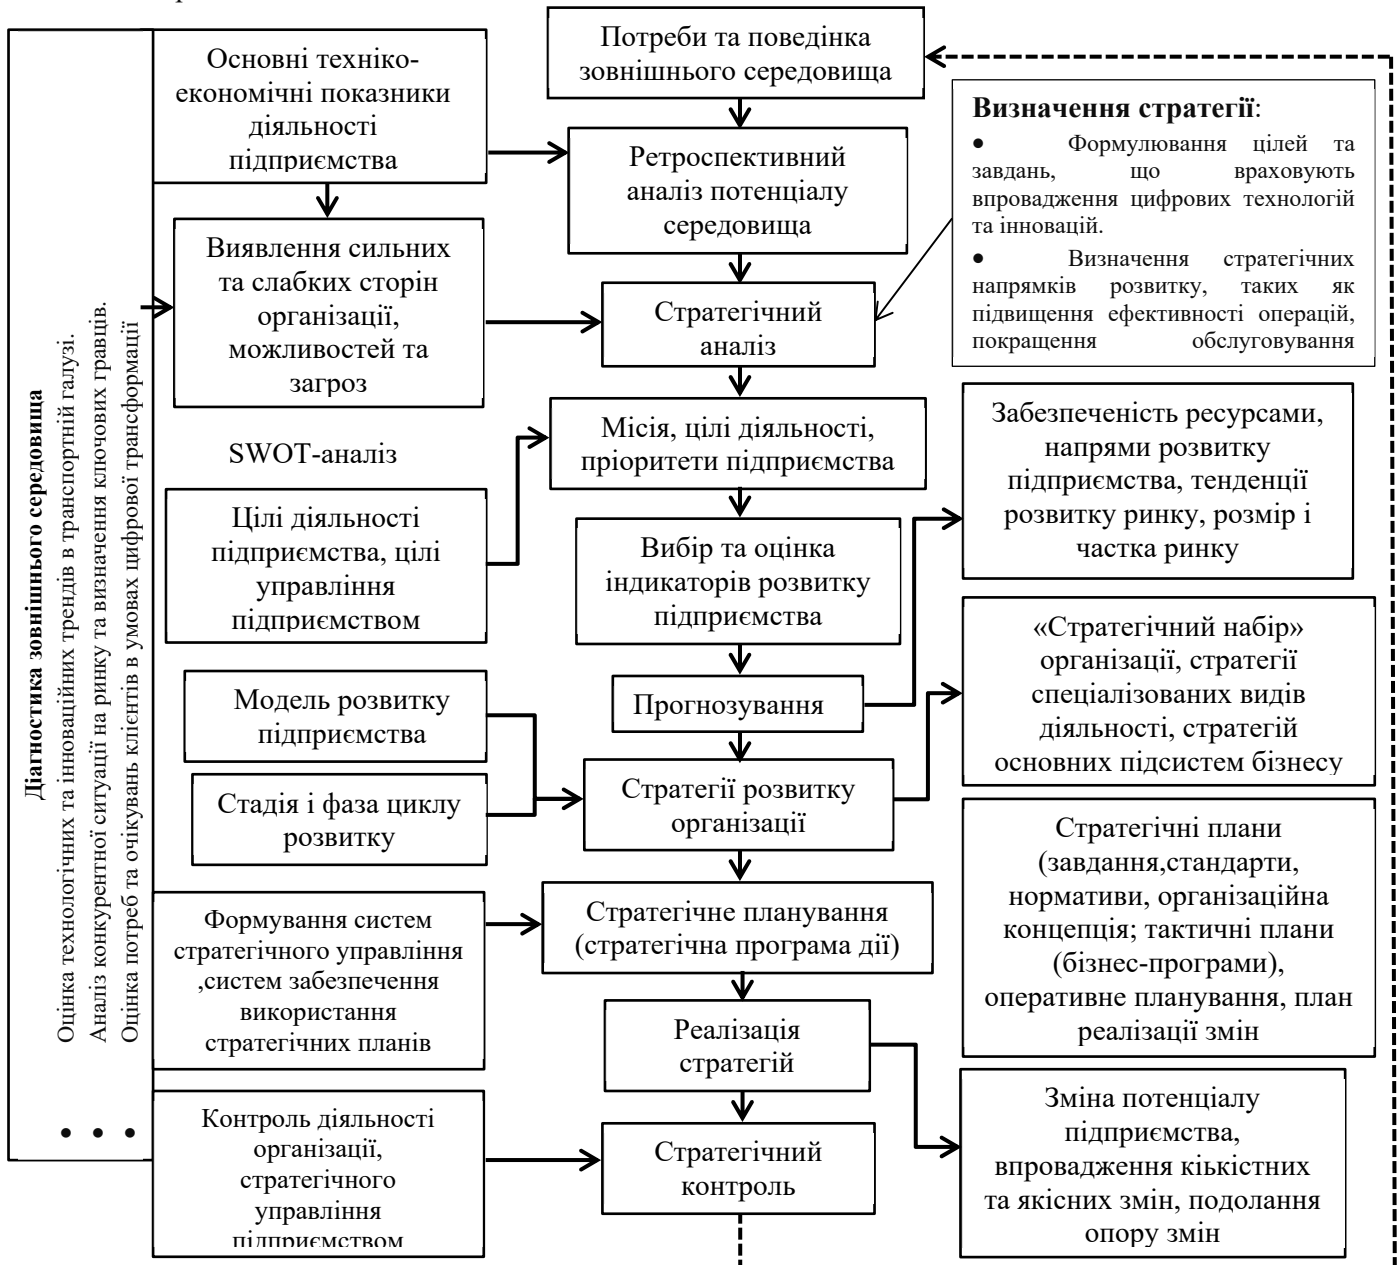 Діагностика зовнішнього середовища
Оцінка технологічних та інноваційних трендів в транспортній галузі.
Аналіз конкурентної ситуації на ринку та визначення ключових гравців.
Оцінка потреб та очікувань клієнтів в умовах цифрової трансформації
Основні техніко-
економічні показники
діяльності
підприємства
Виявлення сильних
та слабких сторін
організації,
можливостей та
загроз
SWOT-аналіз
Цілі діяльності
підприємства, цілі
управління
підприємством
Модель розвитку
підприємства
Стадія і фаза циклу
розвитку
Формування систем
стратегічного управління
,систем забезпечення
використання
стратегічних планів
Контроль діяльності
організації,
стратегічного
управління
підприємством
Потреби та поведінка
зовнішнього середовища
Ретроспективний
аналіз потенціалу
середовища
Стратегічний
аналіз
Місія, цілі діяльності,
пріоритети підприємства
Вибір та оцінка
індикаторів розвитку
підприємства
Прогнозування
Стратегії розвитку
організації
Стратегічне планування
(стратегічна програма дії)
Реалізація
стратегій
Стратегічний
контроль
Визначення стратегії:
• Формулювання цілей та
завдань, що враховують
впровадження цифрових технологій
та інновацій.
• Визначення стратегічних
напрямків розвитку, таких як
підвищення ефективності операцій,
покращення обслуговування
Забезпеченість ресурсами,
напрями розвитку
підприємства, тенденції
розвитку ринку, розмір і
частка ринку
«Стратегічний набір»
організації, стратегії
спеціалізованих видів
діяльності, стратегій
основних підсистем бізнесу
Стратегічні плани
(завдання,стандарти,
нормативи, організаційна
концепція; тактичні плани
(бізнес-програми),
оперативне планування, план
реалізації змін
Зміна потенціалу
підприємства,
впровадження кікькістних
та якісних змін, подолання
опору змін